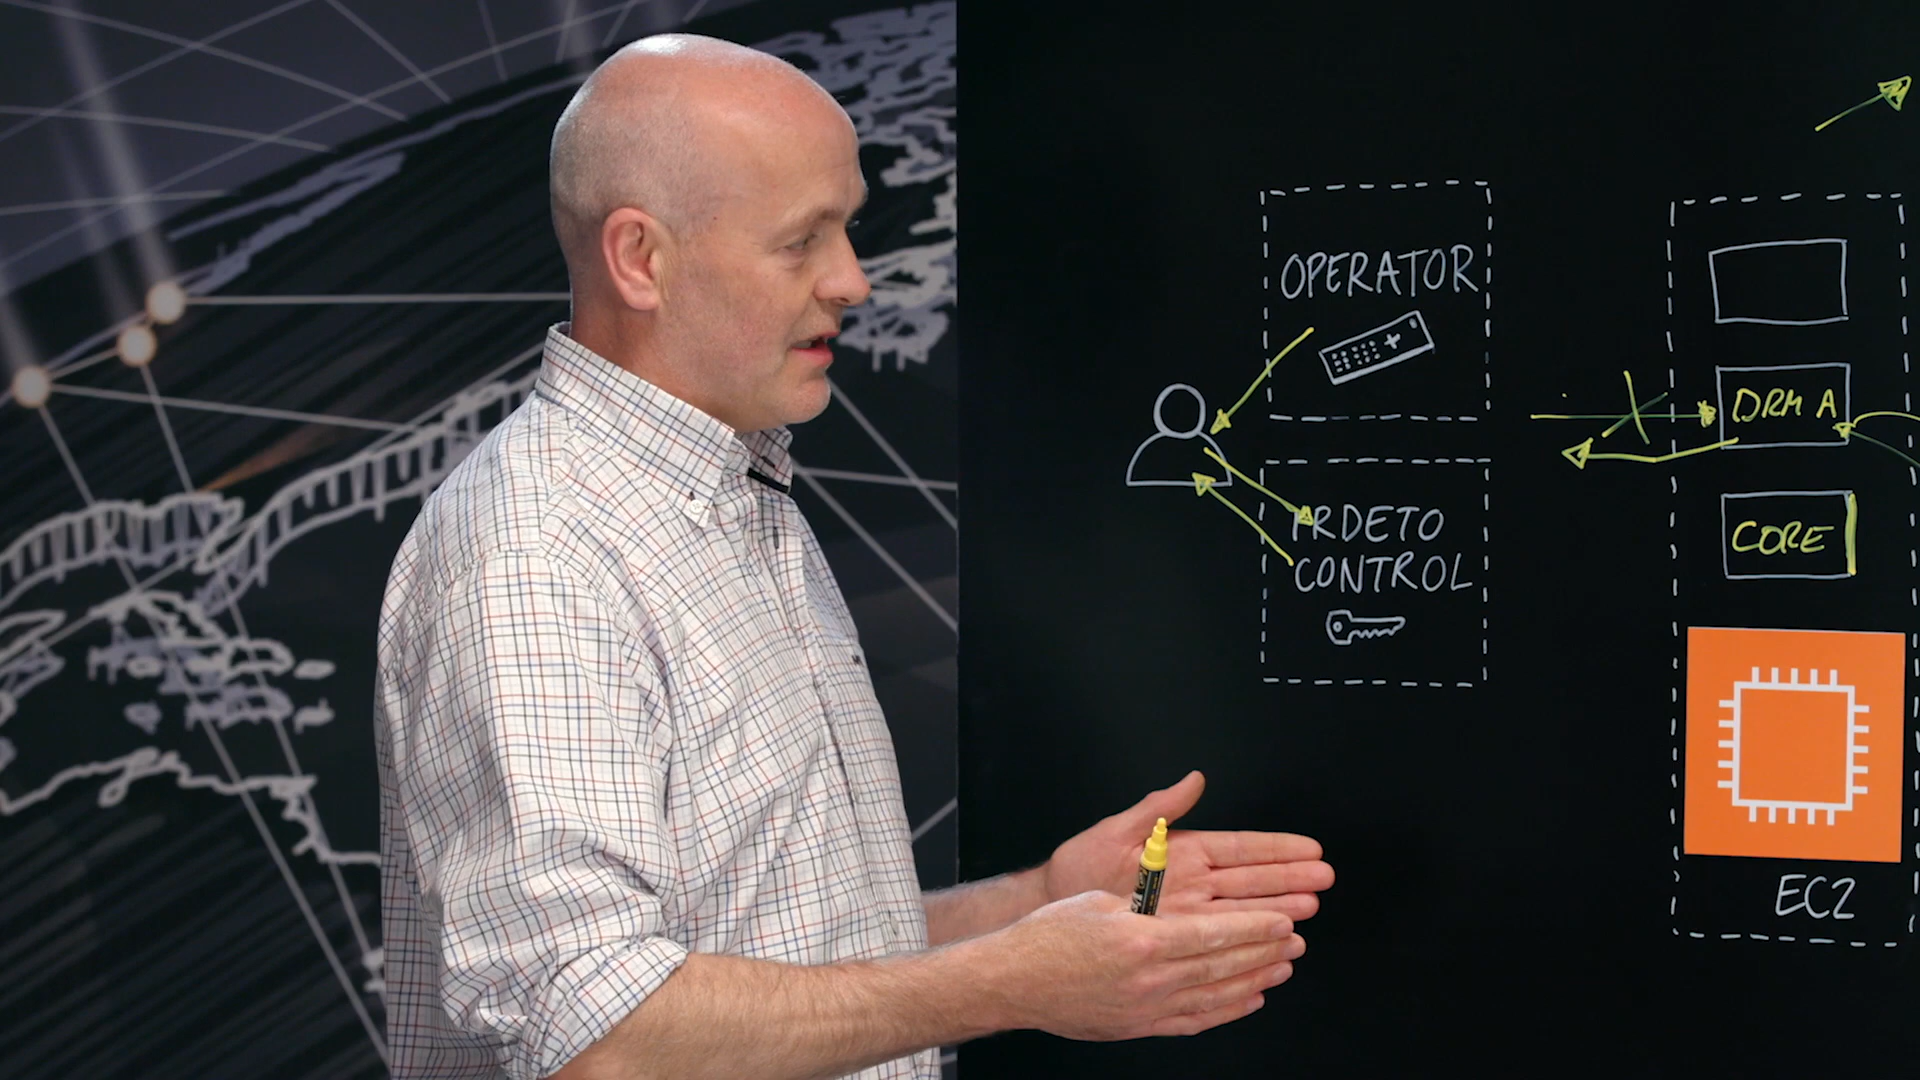 OPERATOR
IRDETO
CONTROL
DRM A
CORE
EC2